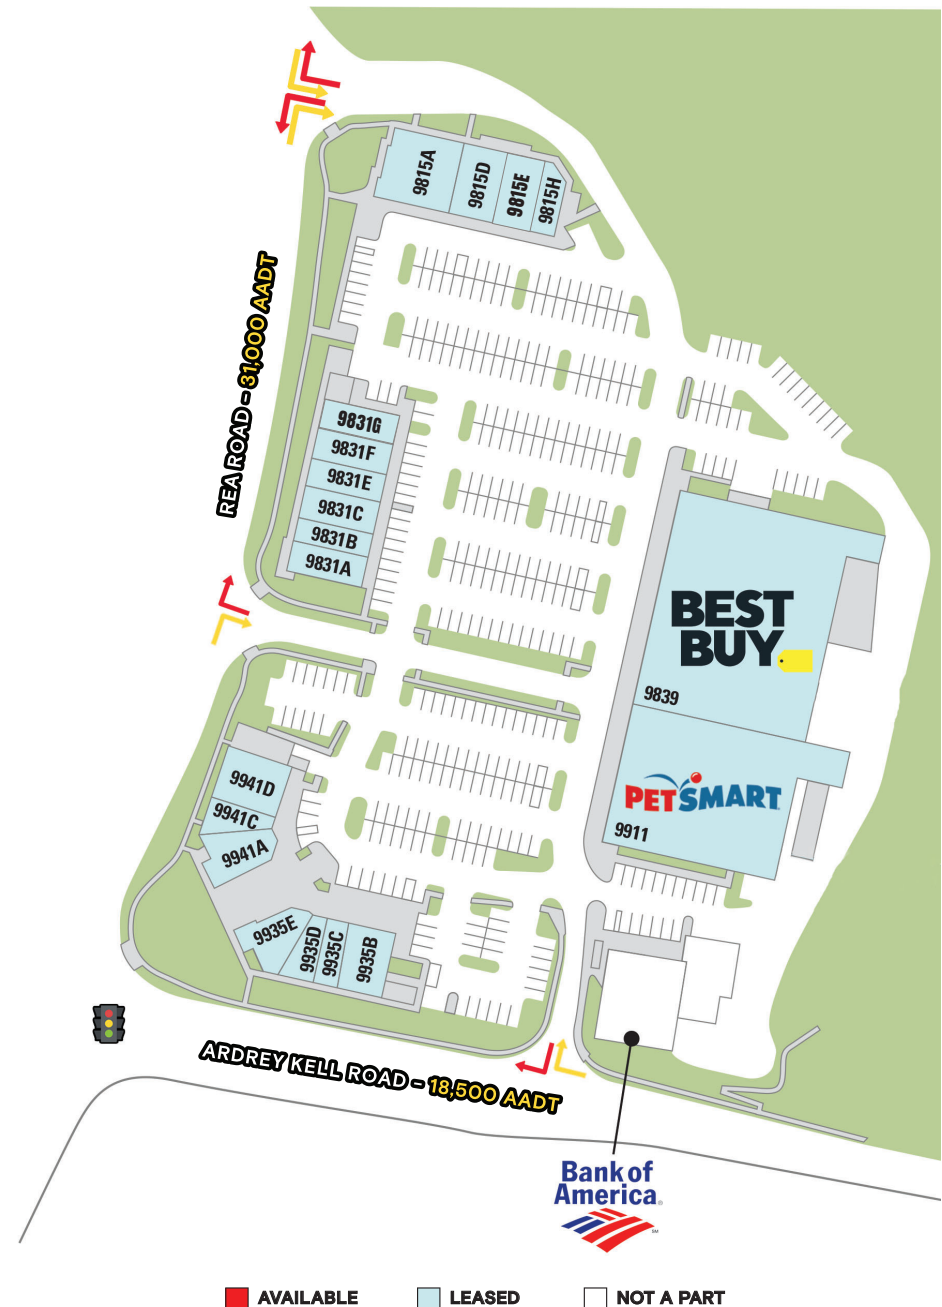 9815A
9815D
9815E
9815H
REA ROAD - 31,000 AADT
9831G
9831F
9831E
9831C
9831B
9831A
BEST
BUY
9839
PETSMART
9911
9941D
9941C
9941A
9935E
9935D
9935C
9935B
ARDREY KELL ROAD - 18,500 AADT
Bank of
America
SM
AVAILABLE
LEASED
NOT A PART